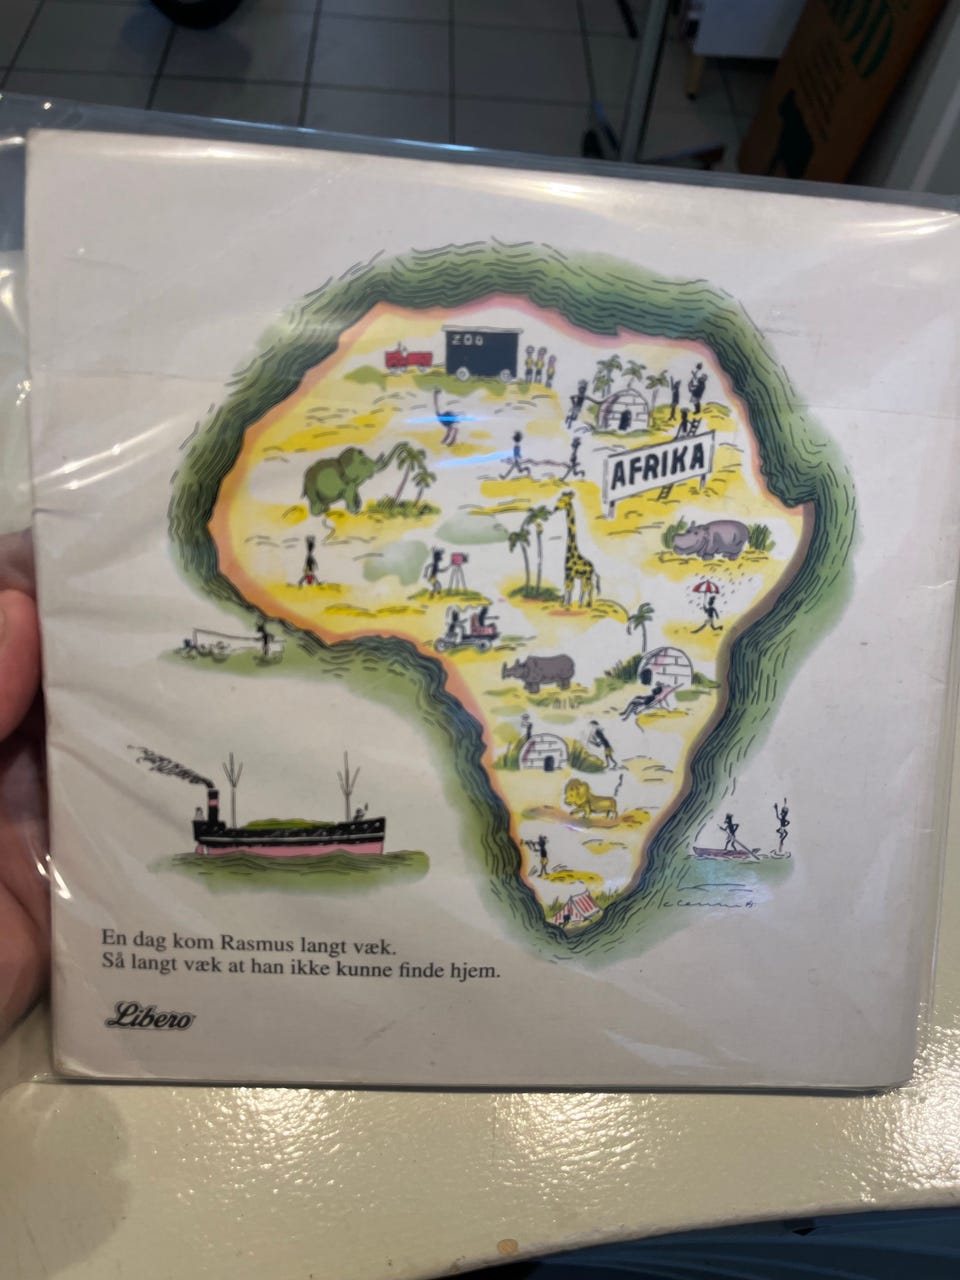 ZOO
AFRIKA
En dag kom Rasmus langt væk.
Så langt væk at han ikke kunne finde hjem.
Libero